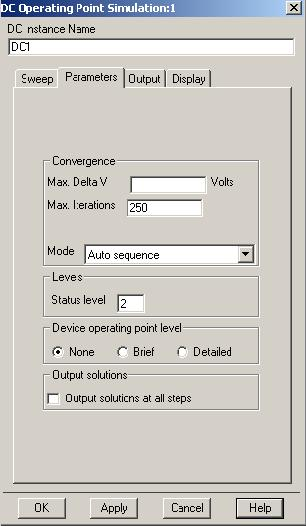 DC Operating Point Simulation:1
DC Instance Name
DC1
Sweep Parameters Output Display
Convergence
Max. Delta V Volts
Max. Iterations 250
Mode Auto sequence
Levels
Status level 2
Device operating point level
None Brief Detailed
Output solutions
Output solutions at all steps
OK Apply Cancel Help